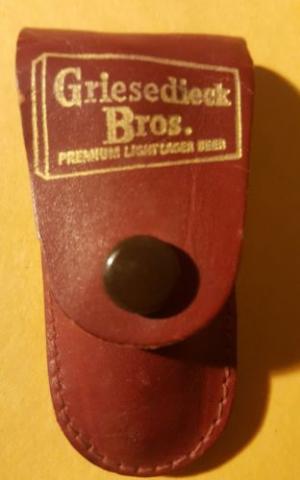 Griesedieck
Bros.
PREMIUM LIGHT LAGER BEER